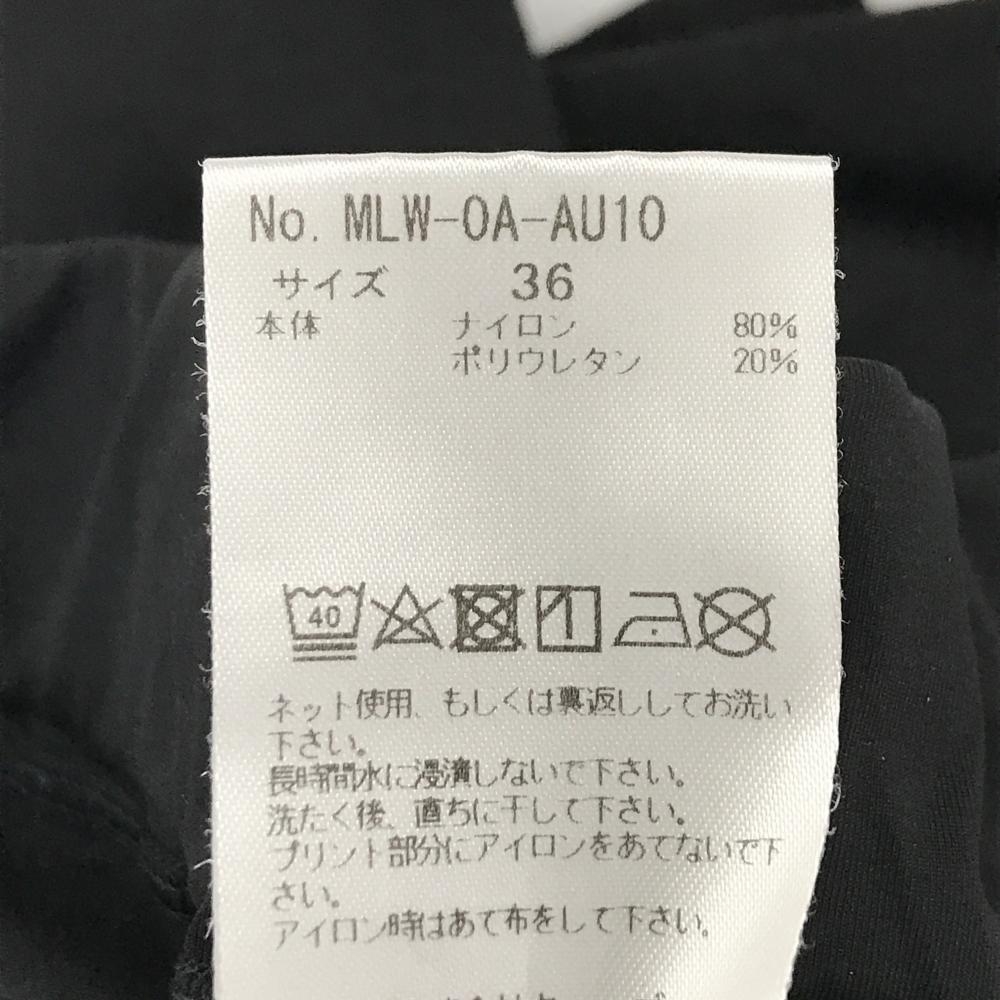 No. MLW-0A-AU10
サイズ 36
本体 ナイロン 80%
ポリウレタン 20%
40
ネット使用、もしくは裏返ししてお洗い
下さい。
長時間水に浸漬しないで下さい。
洗たく後、直ちに干して下さい。
プリント部分にアイロンをあてないで下
さい。
アイロン時はあて布をして下さい。